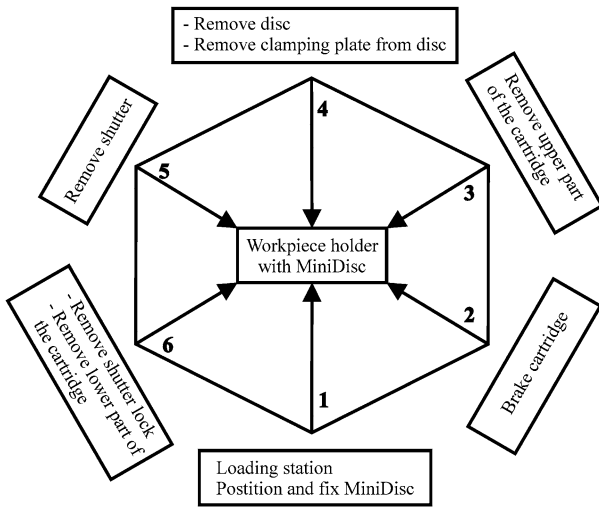 - Remove disc
- Remove clamping plate from disc
Remove shutter
4
Remove upper part
of the cartridge
5
3
Workpiece holder
with MiniDisc
- Remove shutter lock
- Remove lower part of
the cartridge
6
2
Brake cartridge
1
Loading station
Postition and fix MiniDisc